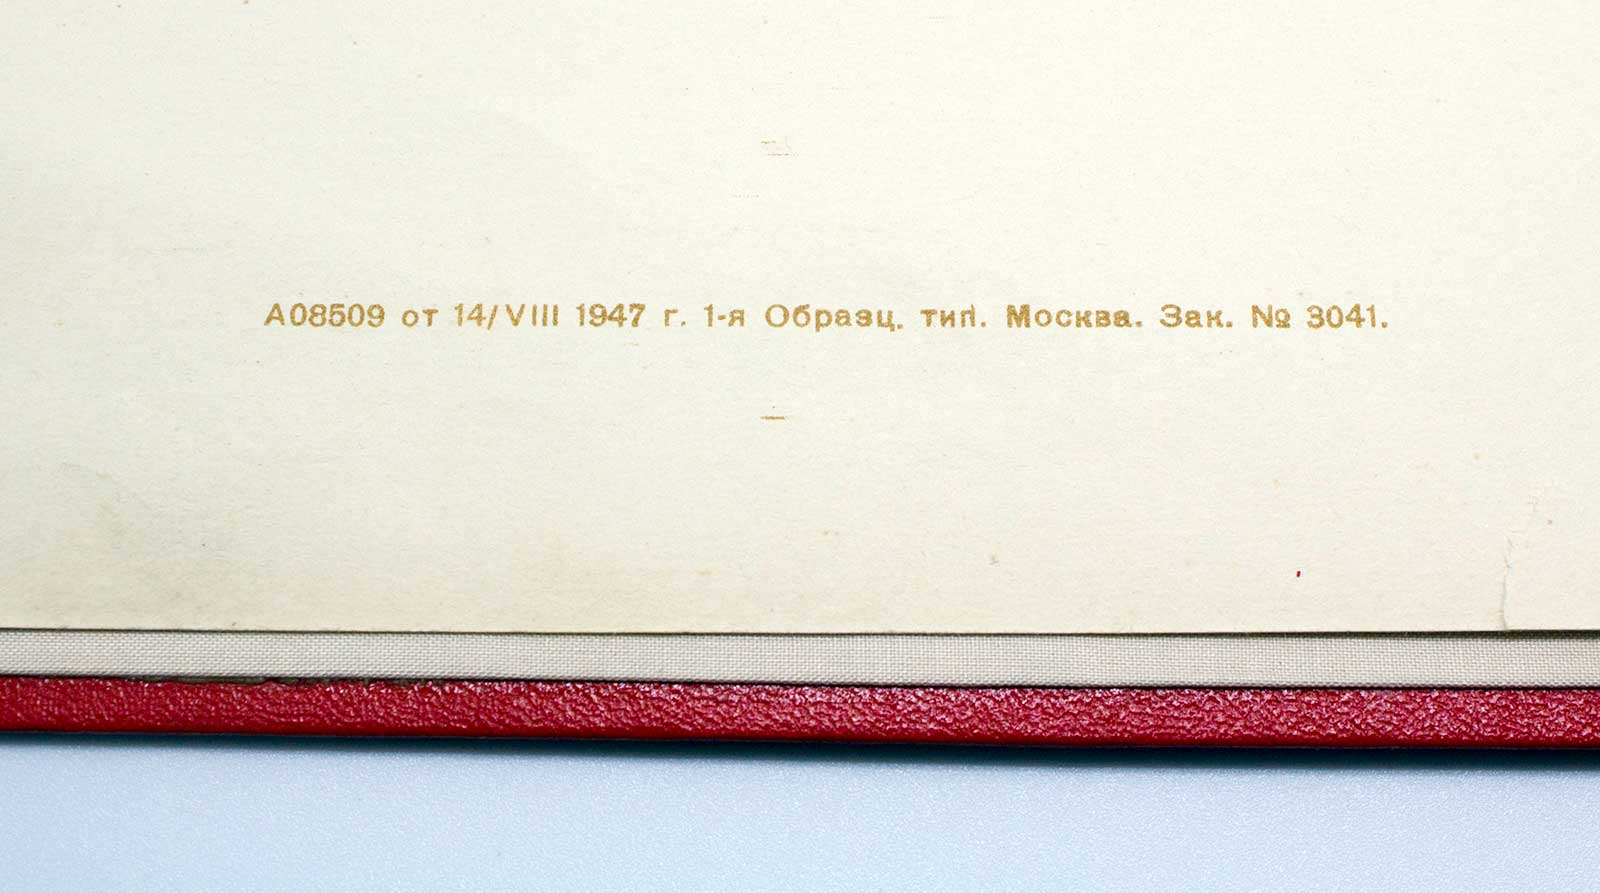 А08509 от 14/VIII 1947 г. 1-я Образц. тип. Москва. Зак. № 3041.